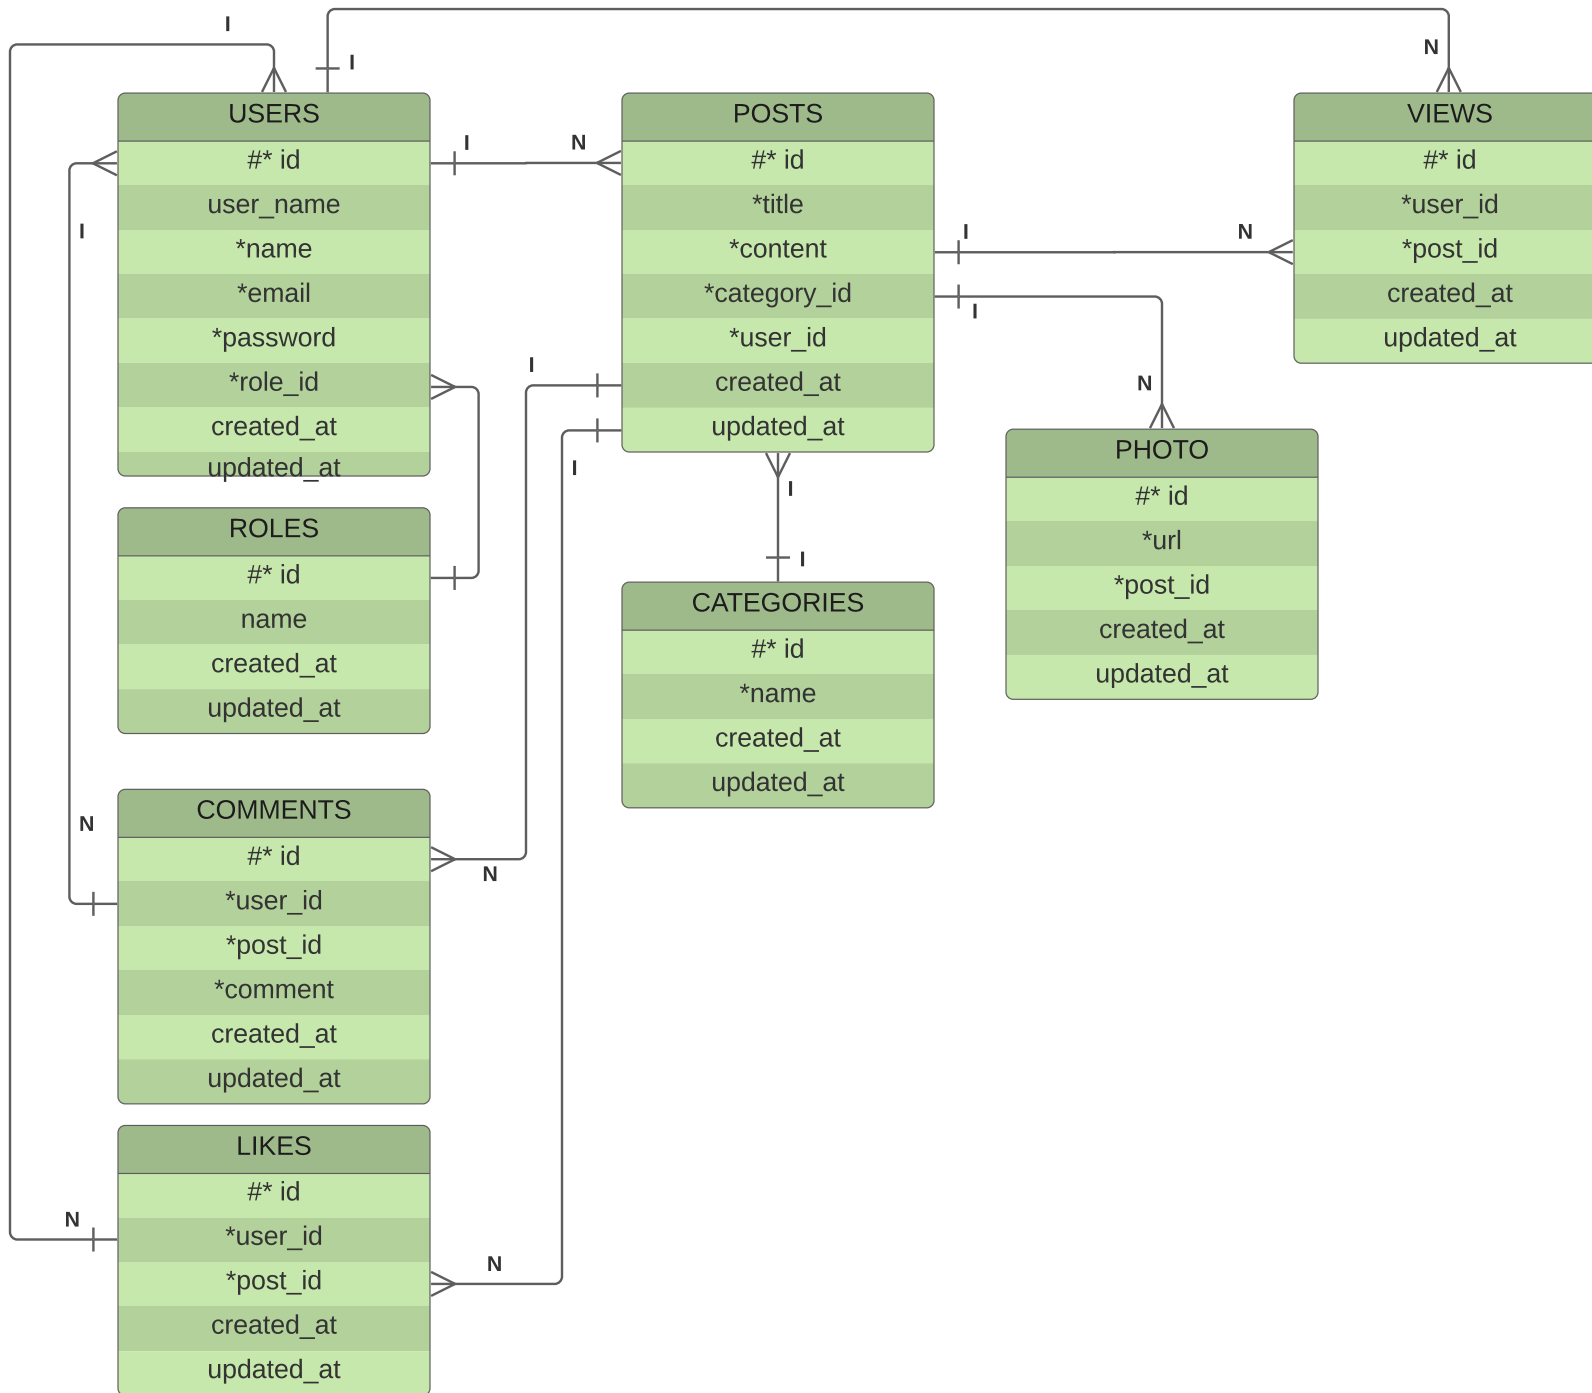 I
I
N
USERS
#* id
user_name
*name
*email
*password
*role_id
created_at
updated_at
I
N
POSTS
#* id
*title
*content
*category_id
*user_id
created_at
updated_at
I
N
I
N
VIEWS
#* id
*user_id
*post_id
created_at
updated_at
I
I
I
I
I
PHOTO
#* id
*url
*post_id
created_at
updated_at
ROLES
#* id
name
created_at
updated_at
CATEGORIES
#* id
*name
created_at
updated_at
N
N
COMMENTS
#* id
*user_id
*post_id
*comment
created_at
updated_at
N
N
LIKES
#* id
*user_id
*post_id
created_at
updated_at